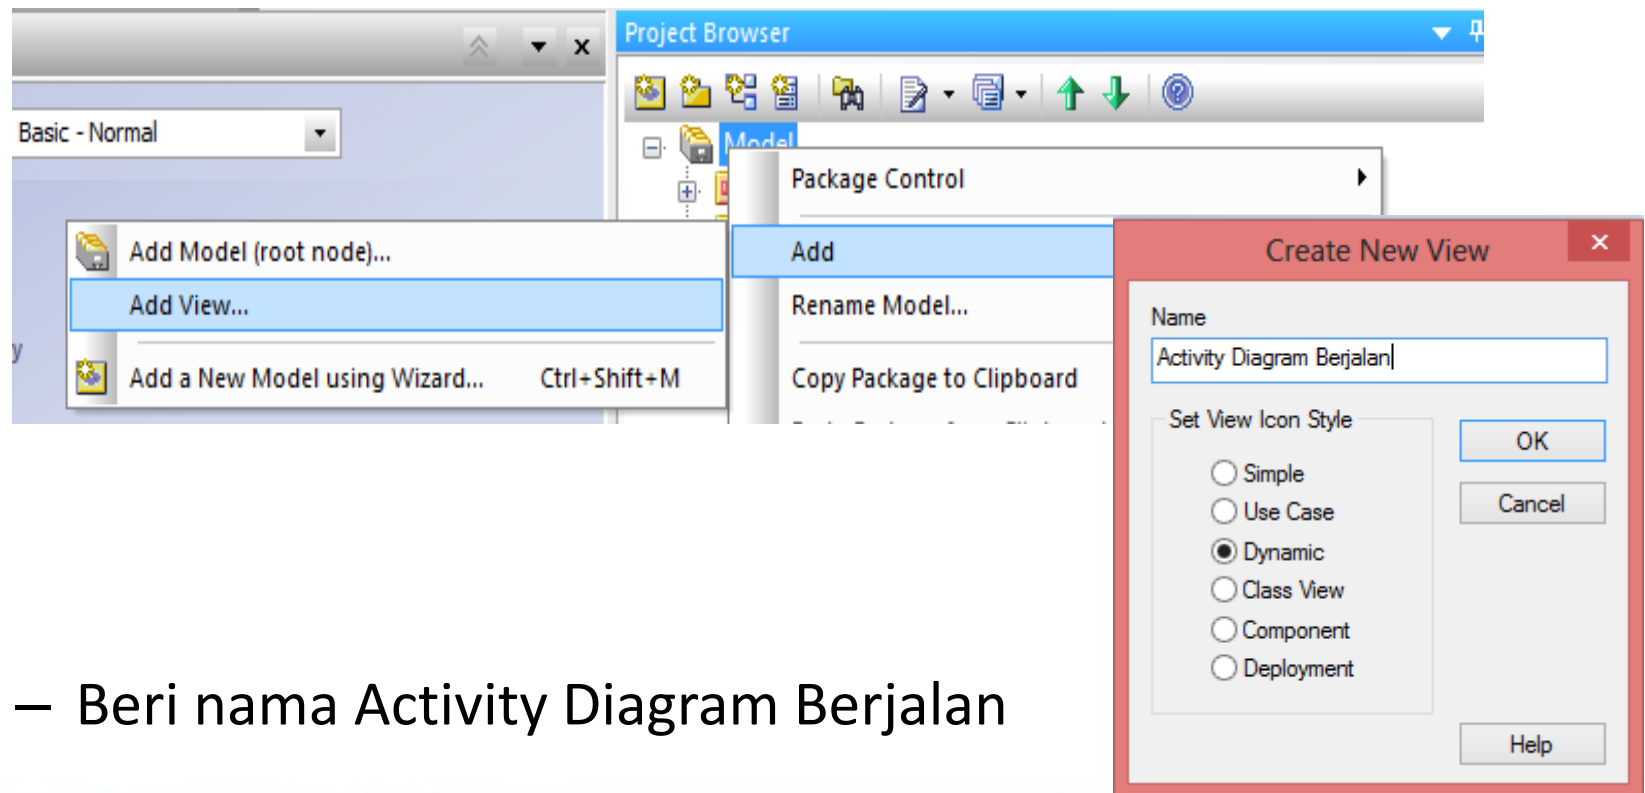 Project Browser
Basic - Normal
Model
Package Control
Add Model (root node)...
Add View...
Add a New Model using Wizard... Ctrl+Shift+M
Add
Rename Model...
Copy Package to Clipboard
y
Create New View
Name
Activity Diagram Berjalan
Set View Icon Style
Simple
Use Case
Dynamic
Class View
Component
Deployment
OK
Cancel
Help
– Beri nama Activity Diagram Berjalan